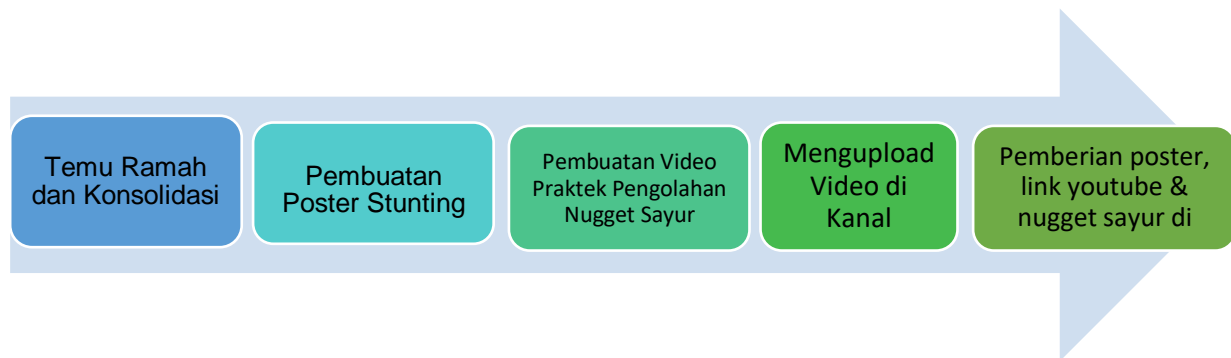 Temu Ramah
dan Konsolidasi
Pembuatan
Poster Stunting
Pembuatan Video
Praktek Pengolahan
Nugget Sayur
Mengupload
Video di
Kanal
Pemberian poster,
link youtube &
nugget sayur di